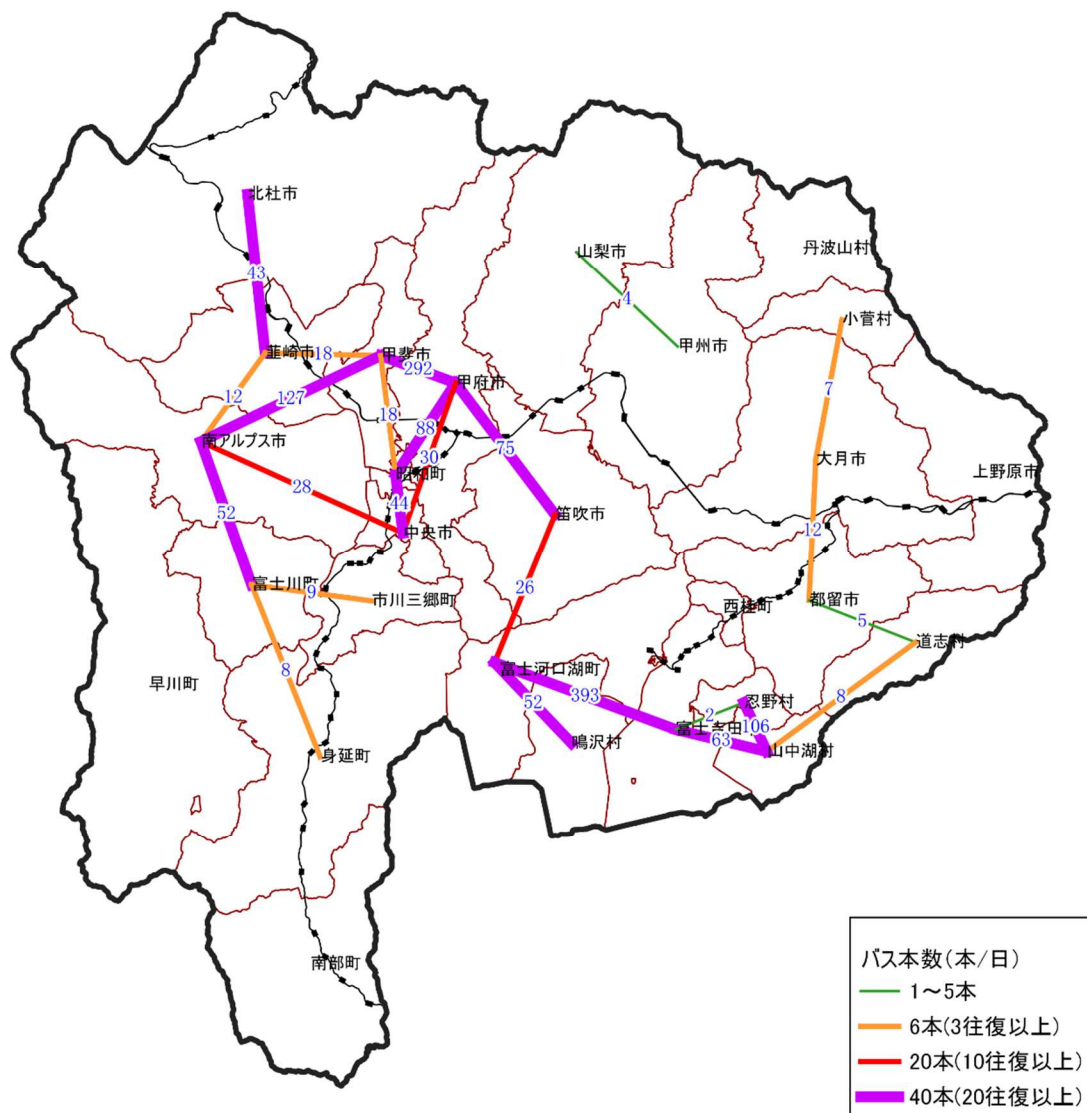 北杜市
43
山梨市
丹波山村
4
小菅村
韮崎市
18
甲斐市
甲州市
292
甲府市
12
127
7
18
88
南アルプス市
30
75
大月市
上野原市
昭和町
28
44
52
中央市
笛吹市
12
富士川町
9
市川三郷町
26
西桂町
都留市
5
道志村
8
早川町
富士河口湖町
52
393
忍野村
2
106
8
富士吉田
63
鳴沢村
山中湖村
身延町
南部町
バス本数(本/日)
1～5本
6本(3往復以上)
20本(10往復以上)
40本(20往復以上)